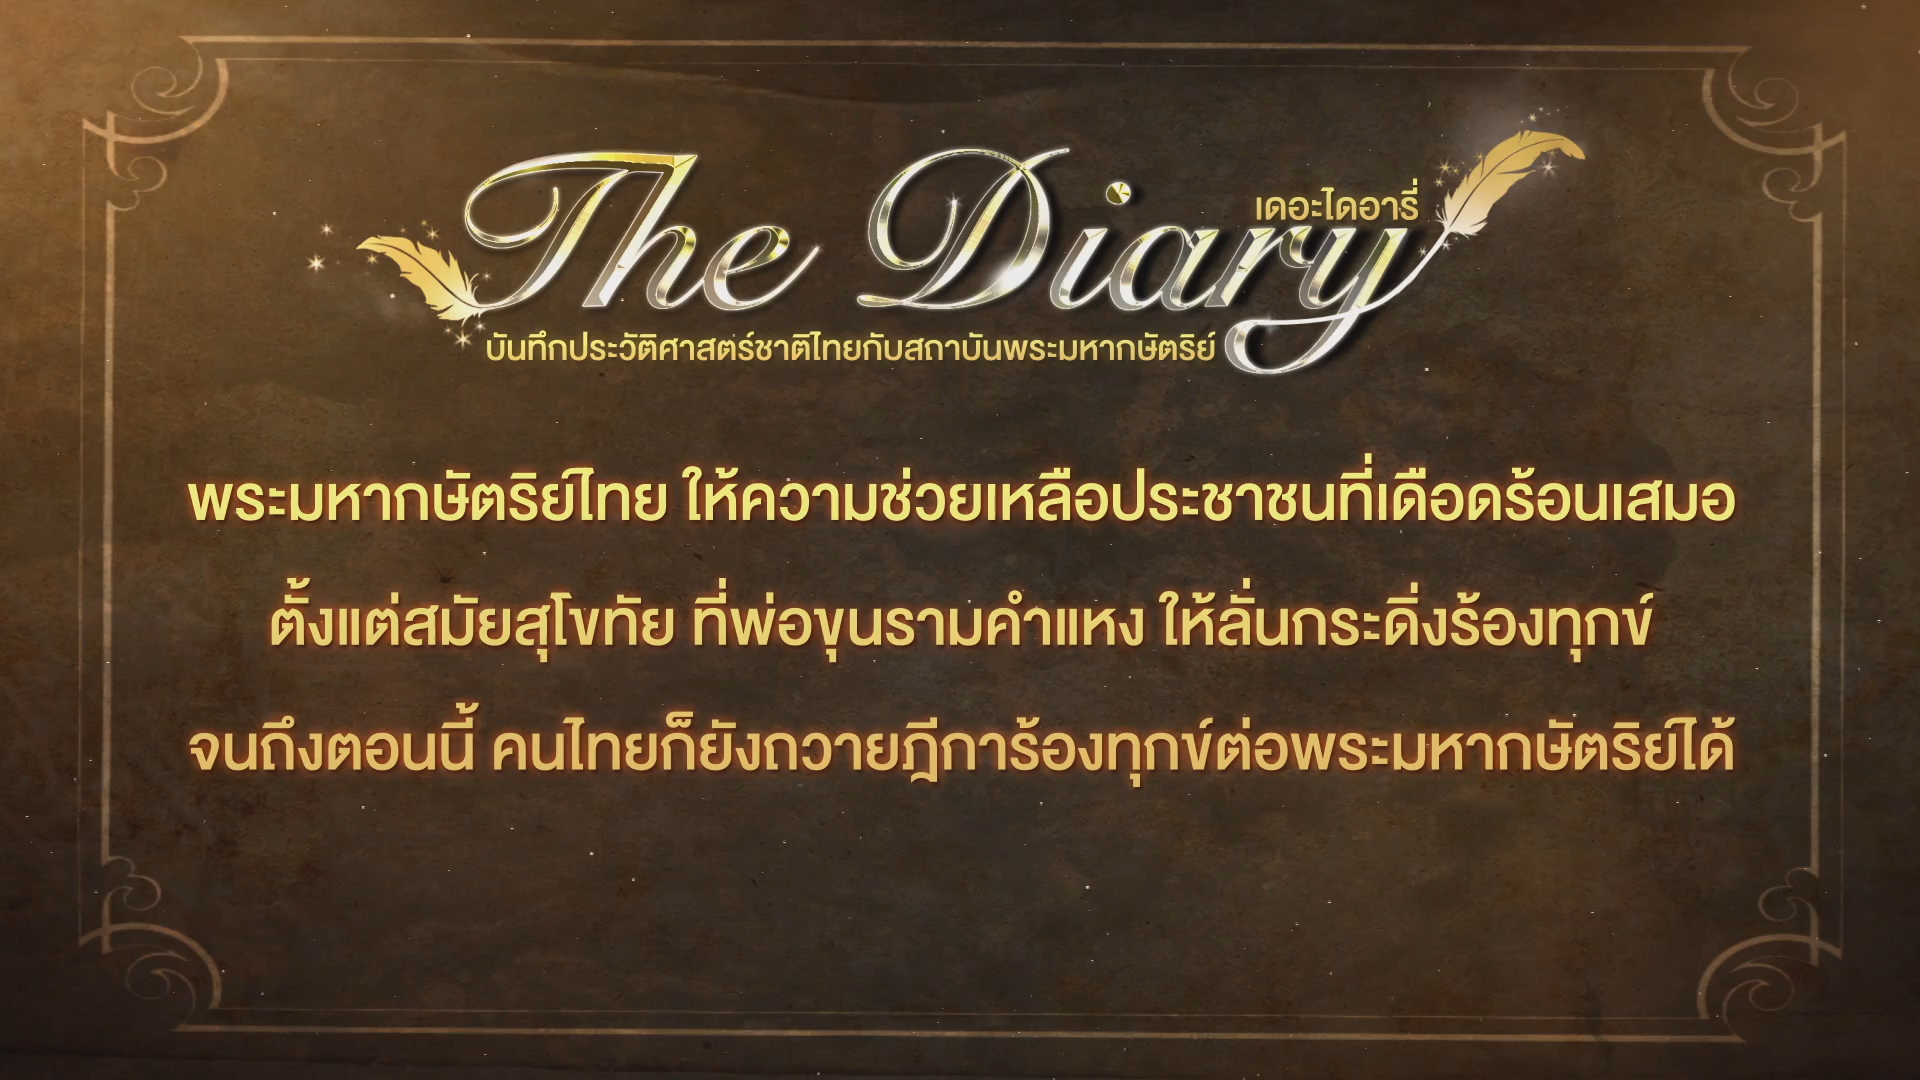 The Diary
เดอะไดอารี่
บันทึกประวัติศาสตร์ชาติไทยกับสถาบันพระมหากษัตริย์
พระมหากษัตริย์ไทย ให้ความช่วยเหลือประชาชนที่เดือดร้อนเสมอ
ตั้งแต่สมัยสุโขทัย ที่พ่อขุนรามคำแหง ให้ลั่นกระดิ่งร้องทุกข์
จนถึงตอนนี้ คนไทยก็ยังถวายฎีการ้องทุกข์ต่อพระมหากษัตริย์ได้